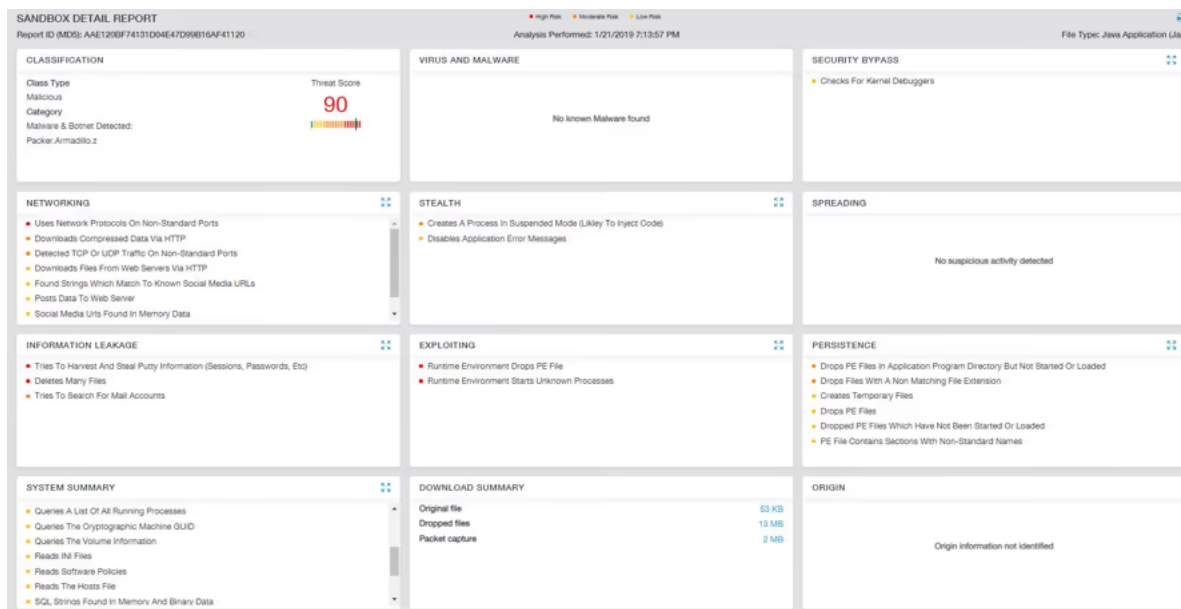 SANDBOX DETAIL REPORT
High Risk Moderate Risk Low Risk
Report ID (MD5): AAE120BF74131D04E47D99B16AF41120
Analysis Performed: 1/21/2019 7:13:57 PM
File Type: Java Application (Ja
CLASSIFICATION
Class Type
Threat Score
Malicious
90
Category
Malware & Botnet Detected:
Packer.Armadillo.z
VIRUS AND MALWARE
No known Malware found
SECURITY BYPASS
Checks For Kernel Debuggers
NETWORKING
Uses Network Protocols On Non-Standard Ports
Downloads Compressed Data Via HTTP
Detected TCP Or UDP Traffic On Non-Standard Ports
Downloads Files From Web Servers Via HTTP
Found Strings Which Match To Known Social Media URLs
Posts Data To Web Server
Social Media Urls Found In Memory Data
STEALTH
Creates A Process In Suspended Mode (Likley To Inject Code)
Disables Application Error Messages
SPREADING
No suspicious activity detected
INFORMATION LEAKAGE
Tries To Harvest And Steal Putty Information (Sessions, Passwords, Etc)
Deletes Many Files
Tries To Search For Mail Accounts
EXPLOITING
Runtime Environment Drops PE File
Runtime Environment Starts Unknown Processes
PERSISTENCE
Drops PE Files In Application Program Directory But Not Started Or Loaded
Drops Files With A Non Matching File Extension
Creates Temporary Files
Drops PE Files
Dropped PE Files Which Have Not Been Started Or Loaded
PE File Contains Sections With Non-Standard Names
SYSTEM SUMMARY
Queries A List Of All Running Processes
Queries The Cryptographic Machine GUID
Queries The Volume Information
Reads INI Files
Reads Software Policies
Reads The Hosts File
SQL Strings Found In Memory And Binary Data
DOWNLOAD SUMMARY
Original file 53 KB
Dropped files 13 MB
Packet capture 2 MB
ORIGIN
Origin information not identified